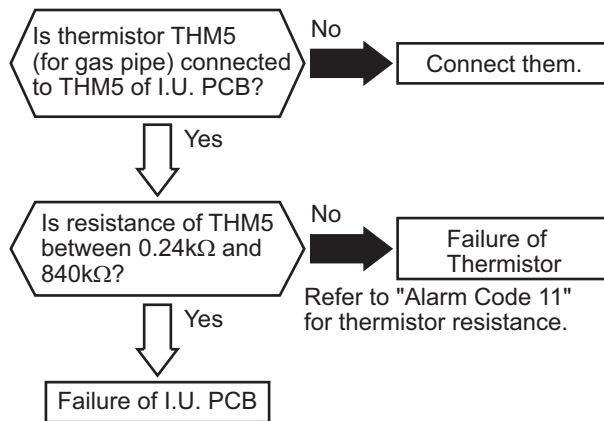 Is thermistor THM5
(for gas pipe) connected
to THM5 of I.U. PCB?
No
Connect them.
Yes
Is resistance of THM5
between 0.24kΩ and
840kΩ?
No
Failure of
Thermistor
Refer to "Alarm Code 11"
for thermistor resistance.
Yes
Failure of I.U. PCB